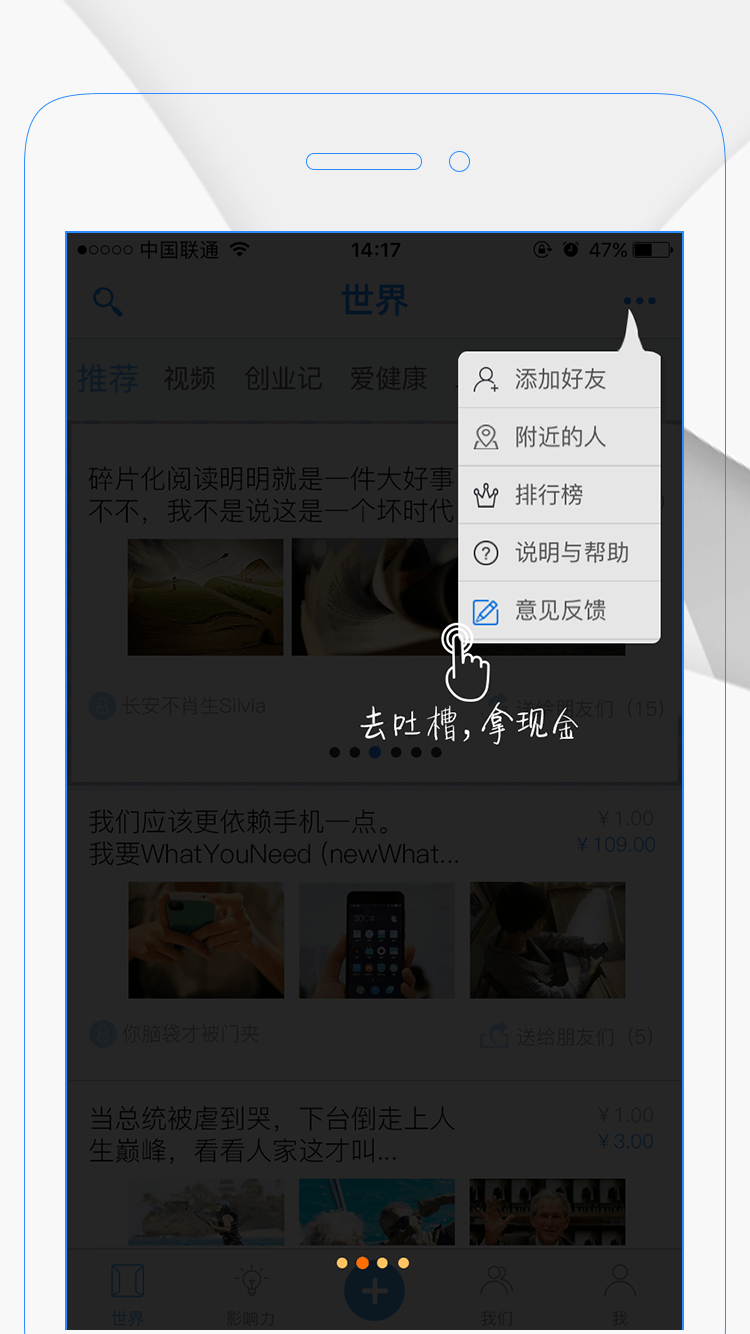 中国联通
14:17
47%
世界
推荐 视频 创业记 爱健康
添加好友
附近的人
排行榜
说明与帮助
意见反馈
碎片化阅读明明就是一件大好事
不不，我不是说这是一个坏时代
长安不肖生Silvia
送给朋友们（15）
去吐槽，拿现金
我们应该更依赖手机一点。
我要WhatYouNeed (newWhat...
￥1.00
￥109.00
你脑袋才被门夹
送给朋友们（5）
当总统被虐到哭，下台倒走上人
生巅峰，看看人家这才叫...
￥1.00
￥3.00
世界
影响力
我们
我